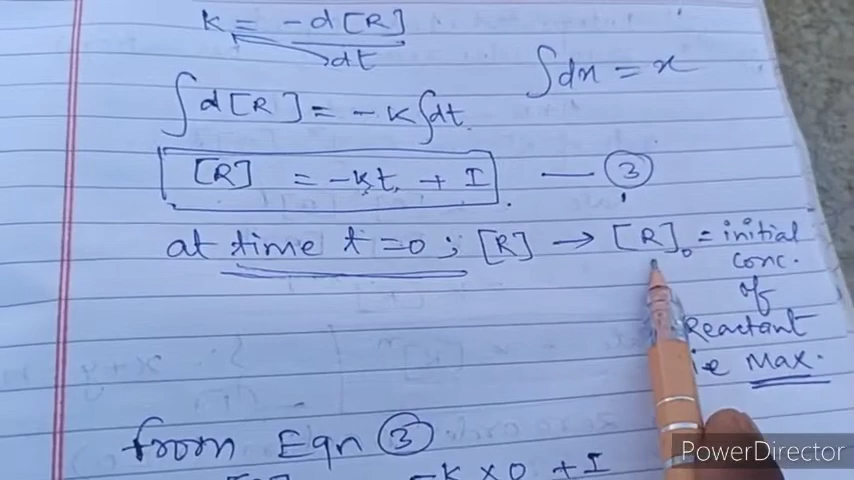 K = -d[R]
dt
∫dx = x
∫d[R] = -K∫dt
[R] = -Kt + I — ③
at time t = 0 ; [R] → [R]₀ = initial
conc.
of
Reactant
ie Max.
from Eqn ③
-K × 0 + I
PowerDirector